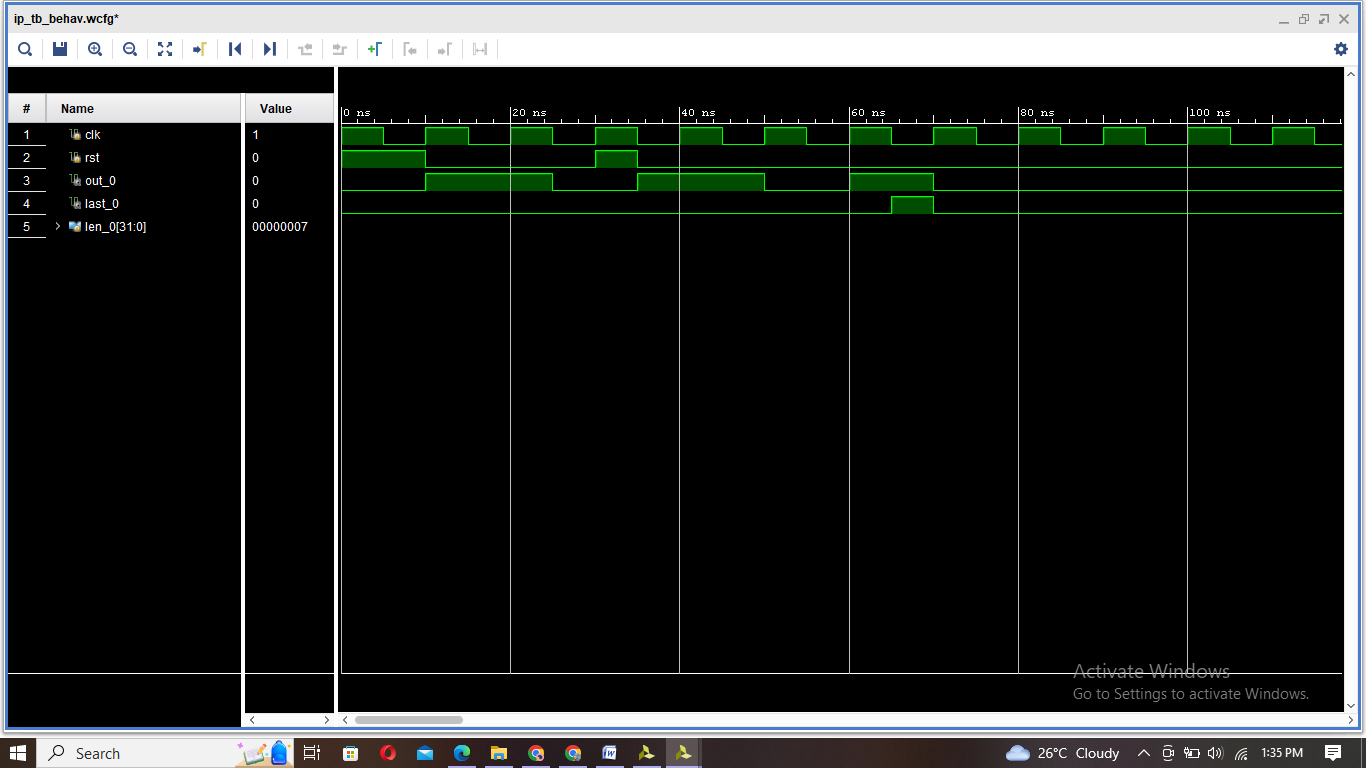 ip_tb_behav.wcfg*
# Name Value
0 ns 20 ns 40 ns 60 ns 80 ns 100 ns
1 clk 1
2 rst 0
3 out_0 0
4 last_0 0
5 len_0[31:0] 00000007
Activate Windows
Go to Settings to activate Windows.
Search 26°C Cloudy 1:35 PM